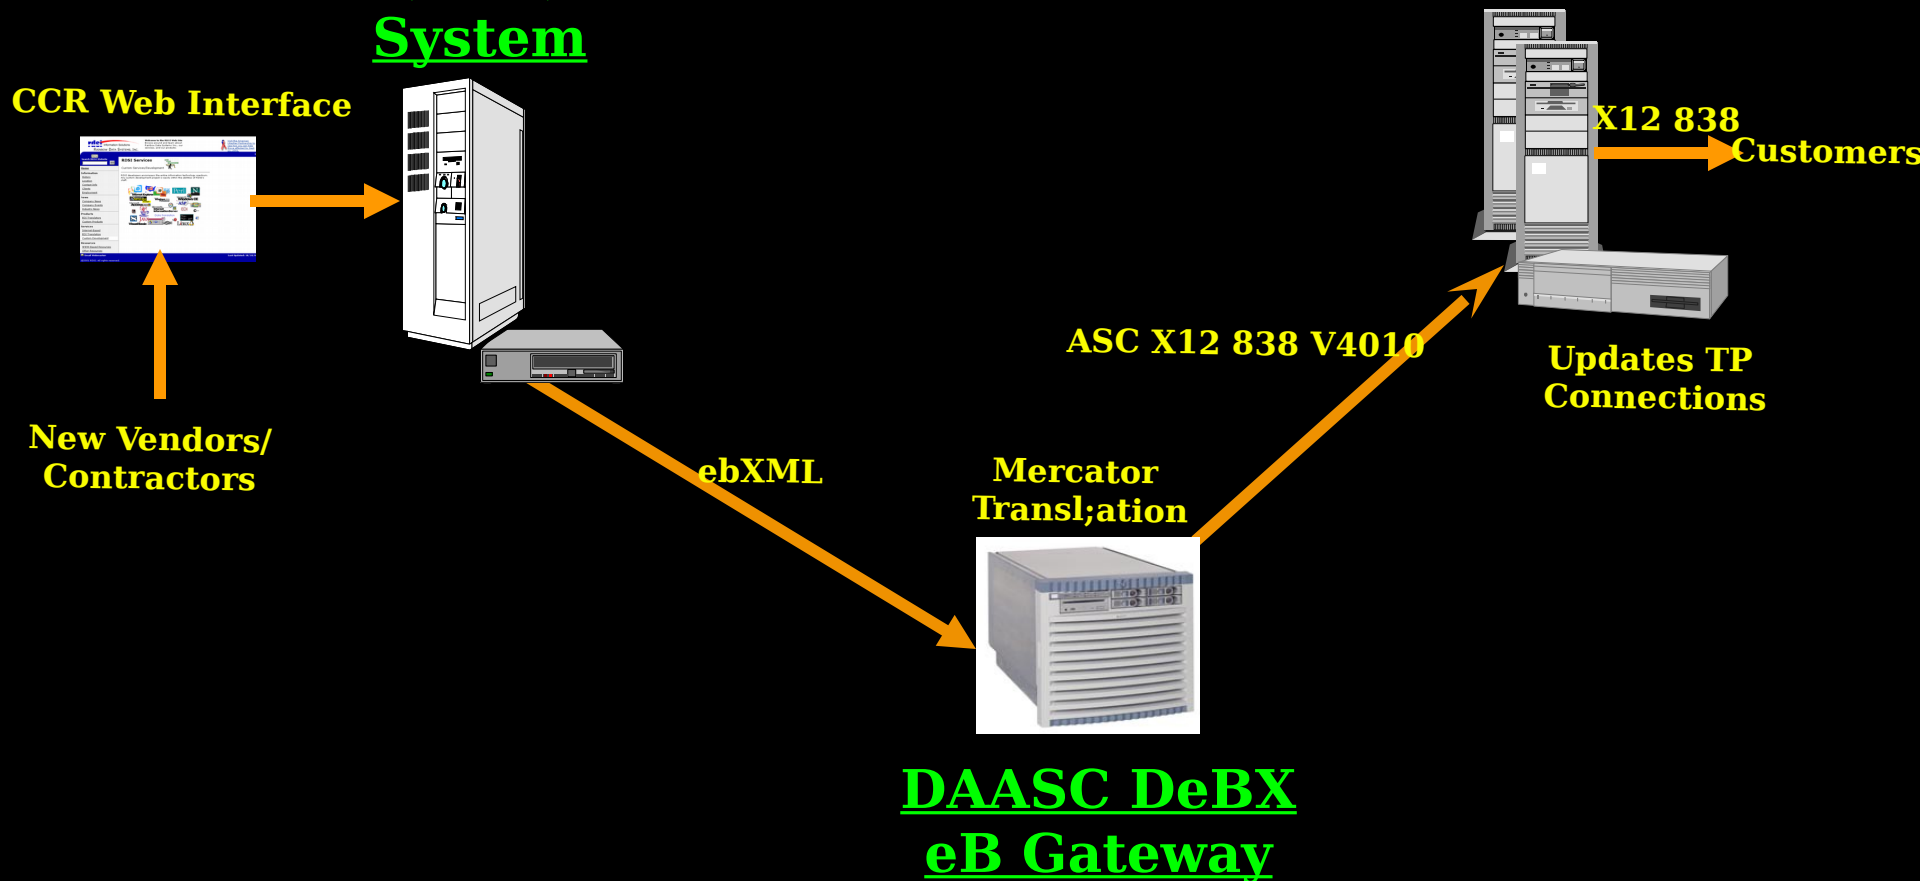 System
CCR Web Interface
X12 838
Customers
ASC X12 838 V4010
Updates TP
Connections
New Vendors/
Contractors
ebXML
Mercator
Transl;ation
DAASC DeBX
eB Gateway